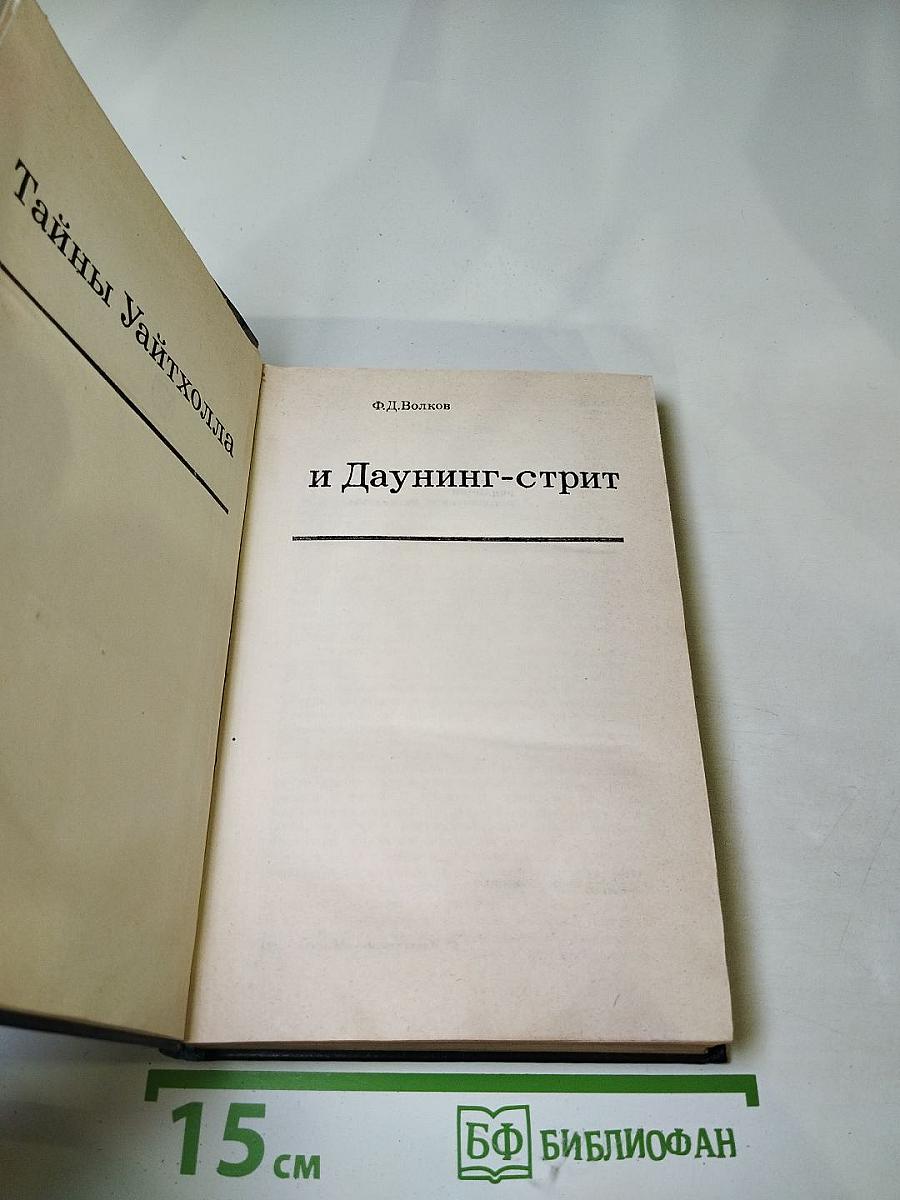 Тайны Уайтхолла
Ф.Д.Волков
и Даунинг-стрит
15 см
БФ БИБЛИОФАН